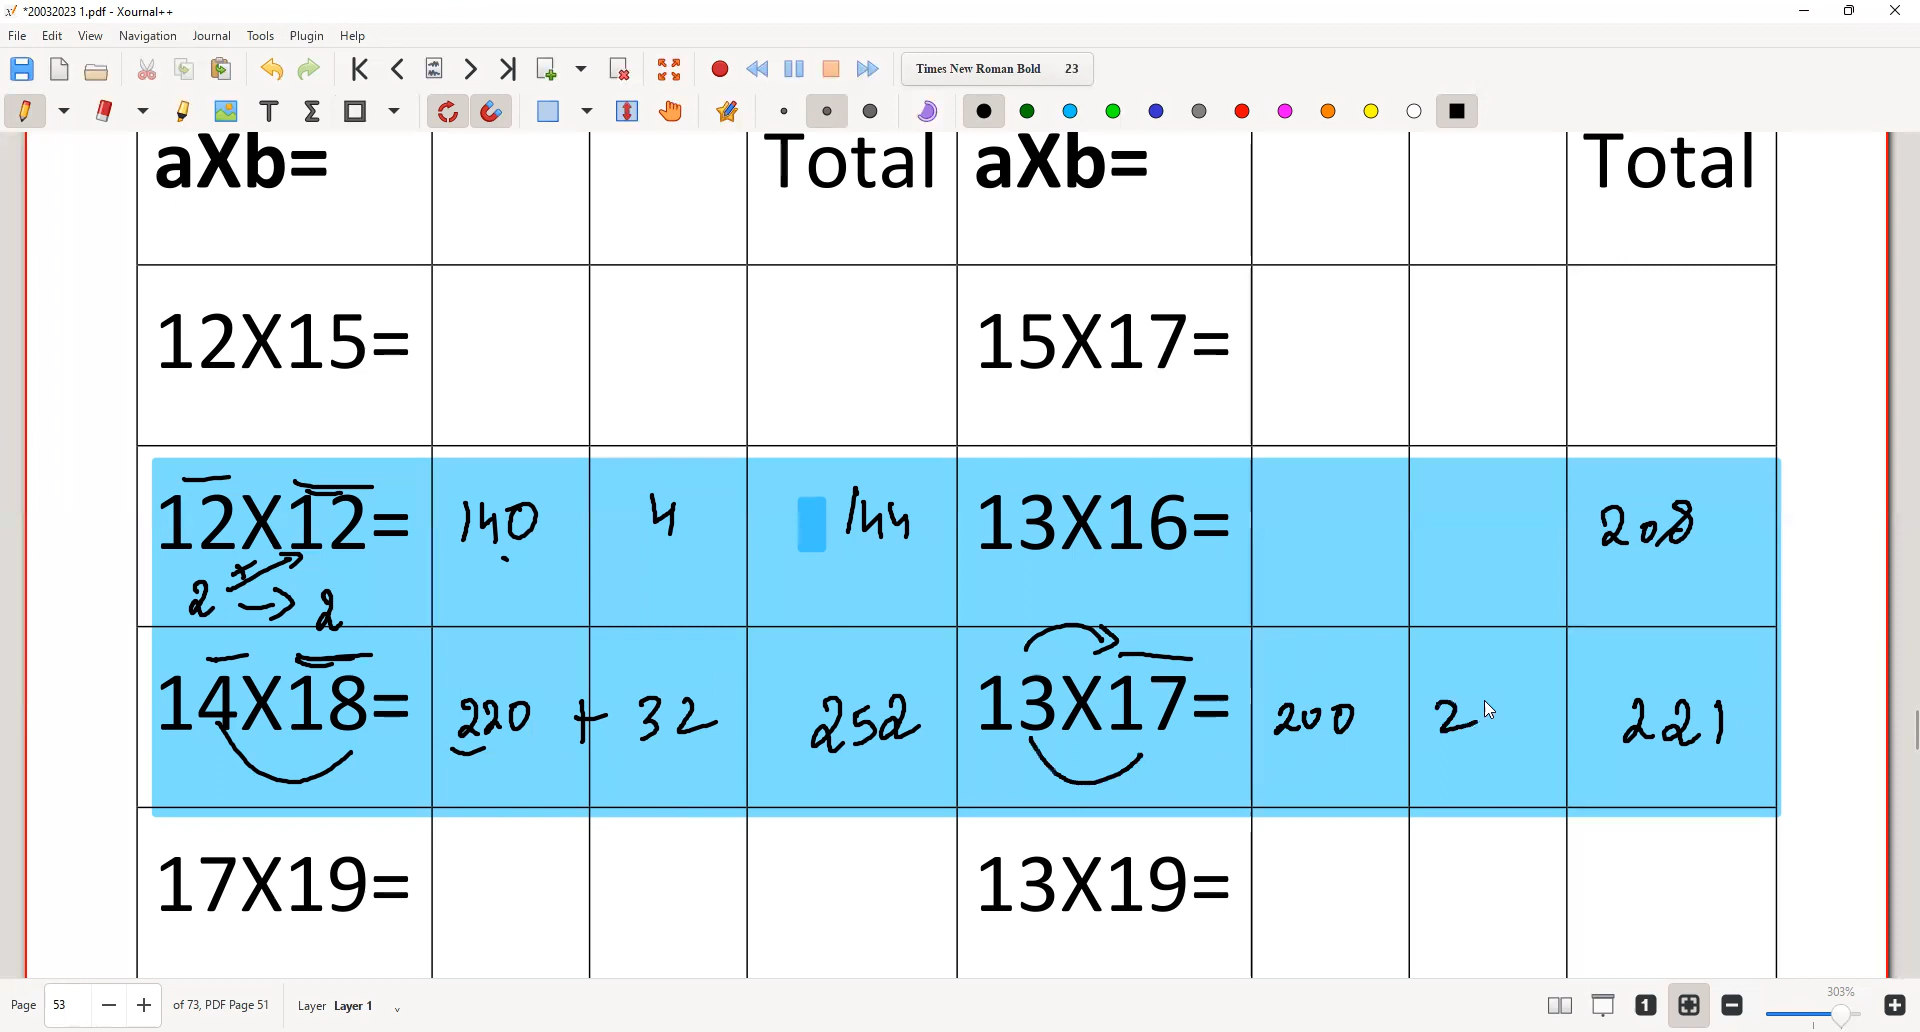 *20032023 1.pdf - Xournal++
File Edit View Navigation Journal Tools Plugin Help
Times New Roman Bold 23
aXb= Total aXb= Total
12X15= 15X17=
12X12= 140 4 144 13X16= 208
2 + 2
14X18= 220 + 32 252 13X17= 200 2 221
17X19= 13X19=
Page 53 of 73, PDF Page 51 Layer Layer 1 303%